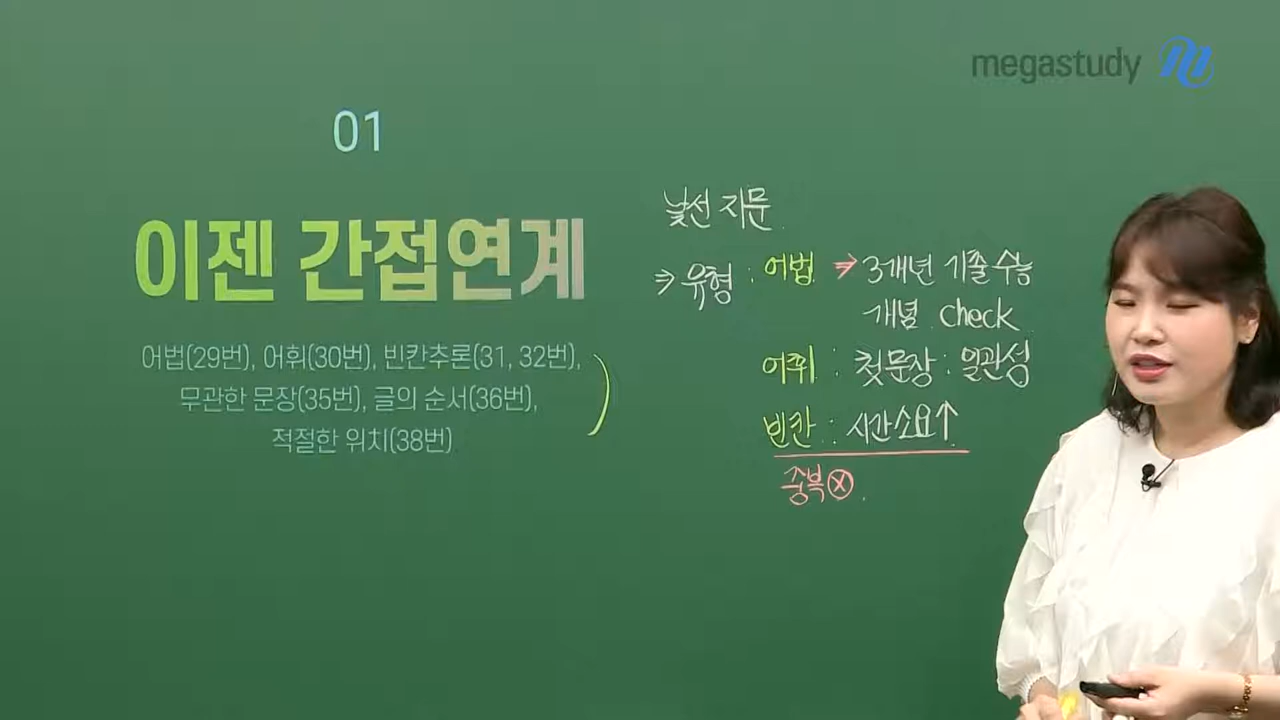 megastudy
01
이젠 간접연계
어법(29번), 어휘(30번), 빈칸추론(31, 32번),
무관한 문장(35번), 글의 순서(36번),
적절한 위치(38번)
낯선 지문
⇒ 유형 : 어법 ⇒ 3개년 기출 수능
개념 check
어휘 : 첫문장 : 일관성
빈칸 : 시간소요↑
중복ⓧ